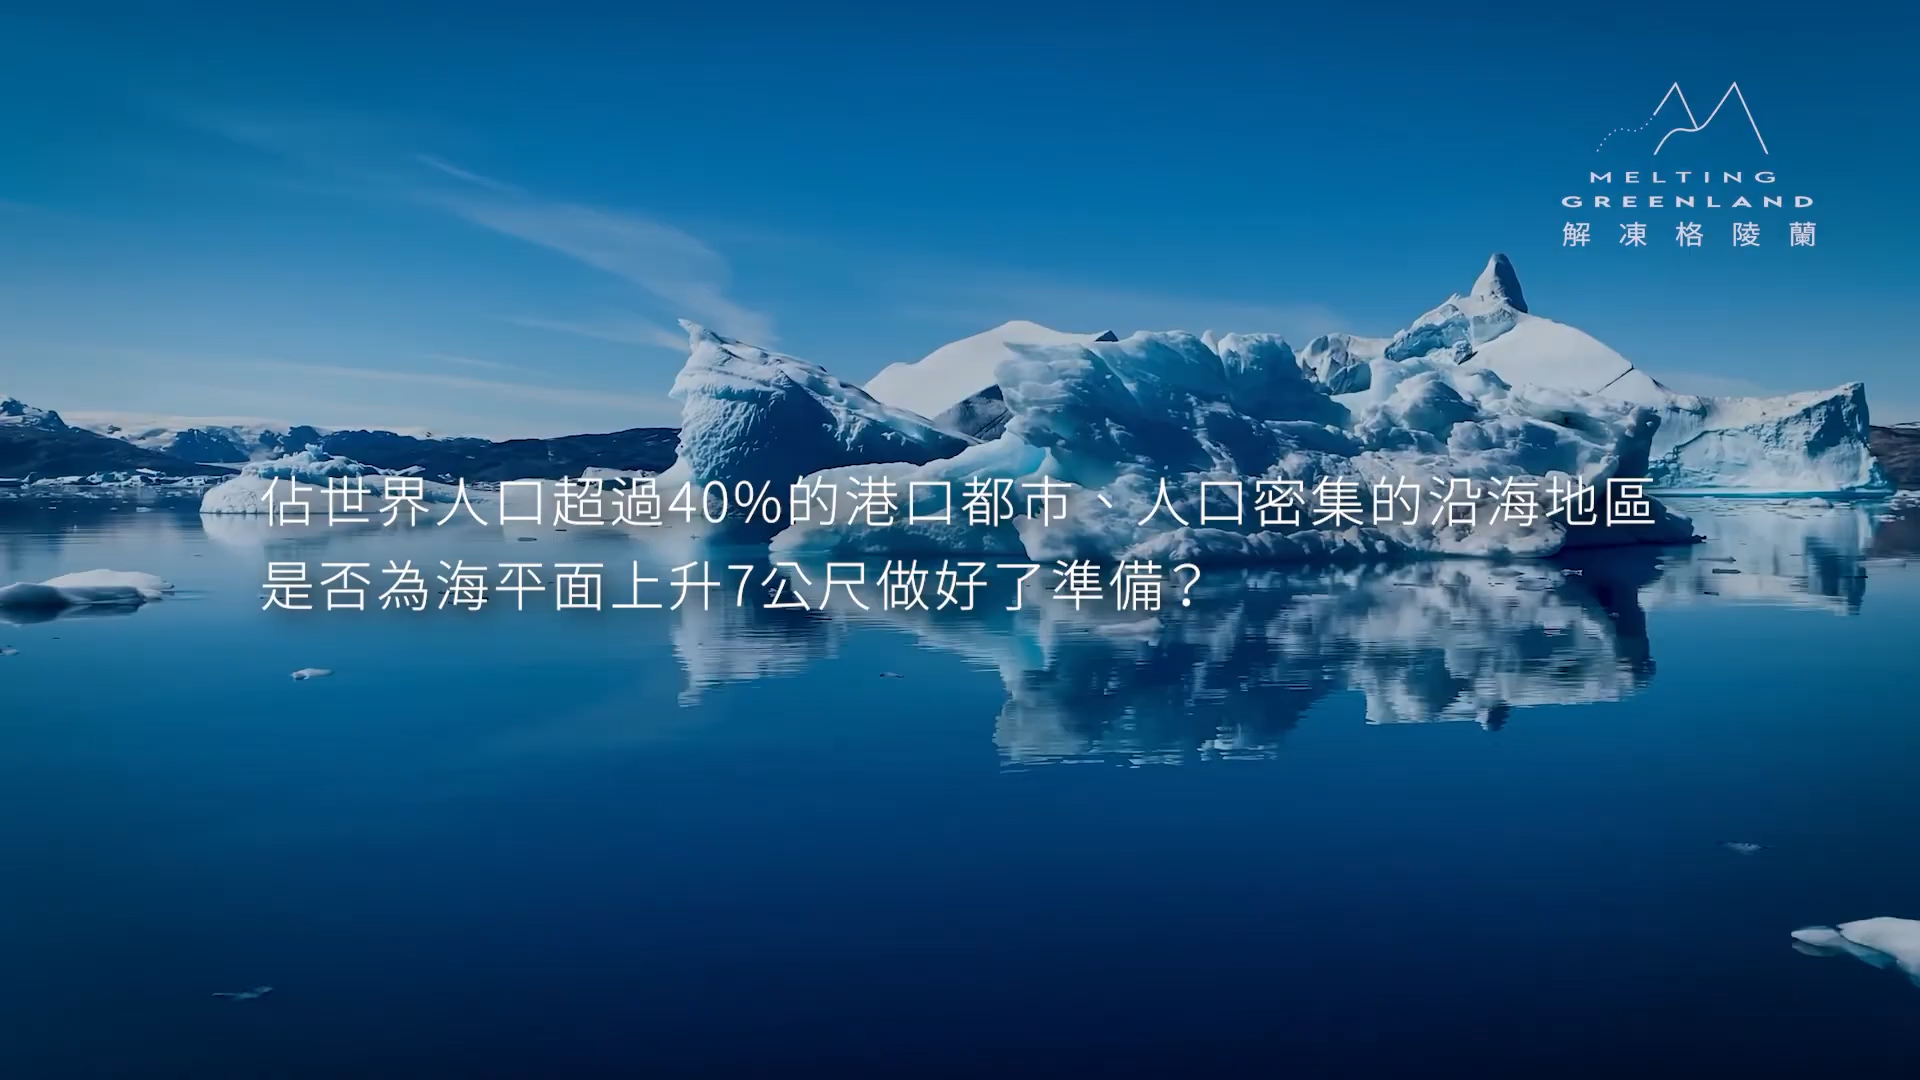 MELTING
GREENLAND
解凍格陵蘭
佔世界人口超過40%的港口都市、人口密集的沿海地區
是否為海平面上升7公尺做好了準備？